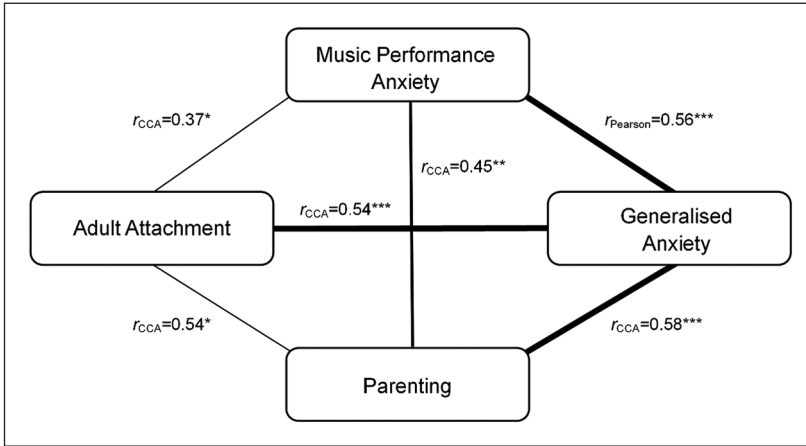 Music Performance
Anxiety
rCCA=0.37*
rPearson=0.56***
rCCA=0.45**
Adult Attachment
rCCA=0.54***
Generalised
Anxiety
rCCA=0.54*
rCCA=0.58***
Parenting